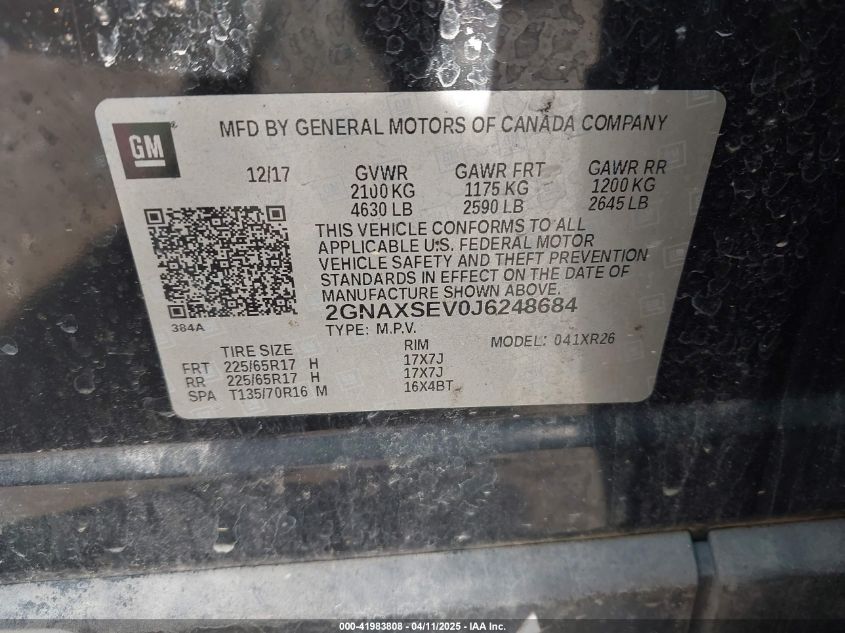 GM
MFD BY GENERAL MOTORS OF CANADA COMPANY
12/17 GVWR GAWR FRT GAWR RR
2100 KG 1175 KG 1200 KG
4630 LB 2590 LB 2645 LB
THIS VEHICLE CONFORMS TO ALL
APPLICABLE U.S. FEDERAL MOTOR
VEHICLE SAFETY AND THEFT PREVENTION
STANDARDS IN EFFECT ON THE DATE OF
MANUFACTURE SHOWN ABOVE.
2GNAXSEV0J6248684
384A
TYPE: M.P.V.
MODEL: 041XR26
TIRE SIZE RIM
FRT 225/65R17 H 17X7J
RR 225/65R17 H 17X7J
SPA T135/70R16 M 16X4BT
000-41983808 - 04/11/2025 - IAA Inc.